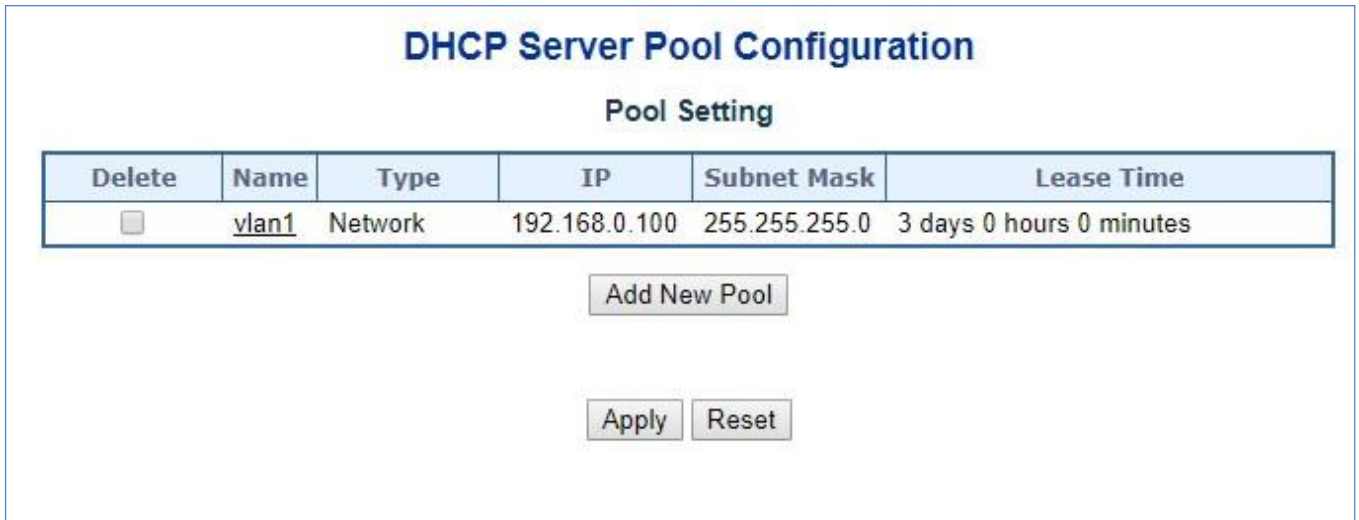 DHCP Server Pool Configuration
Pool Setting
Delete Name Type IP Subnet Mask Lease Time
vlan1 Network 192.168.0.100 255.255.255.0 3 days 0 hours 0 minutes
Add New Pool
Apply Reset